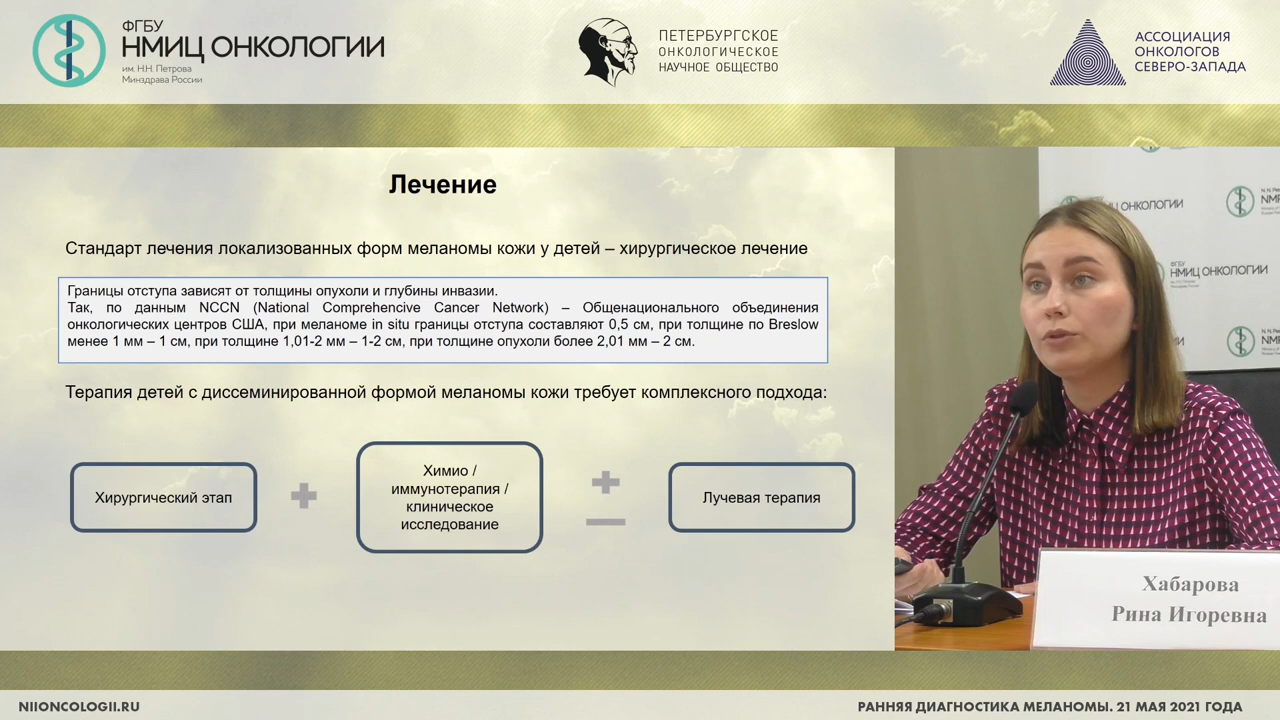 ФГБУ
НМИЦ ОНКОЛОГИИ
им. Н.Н. Петрова
Минздрава России
ПЕТЕРБУРГСКОЕ
ОНКОЛОГИЧЕСКОЕ
НАУЧНОЕ ОБЩЕСТВО
АССОЦИАЦИЯ
ОНКОЛОГОВ
СЕВЕРО-ЗАПАДА
Лечение
Стандарт лечения локализованных форм меланомы кожи у детей – хирургическое лечение
Границы отступа зависят от толщины опухоли и глубины инвазии.
Так, по данным NCCN (National Comprehensive Cancer Network) – Общенационального объединения
онкологических центров США, при меланоме in situ границы отступа составляют 0,5 см, при толщине по Breslow
менее 1 мм – 1 см, при толщине 1,01-2 мм – 1-2 см, при толщине опухоли более 2,01 мм – 2 см.
Терапия детей с диссеминированной формой меланомы кожи требует комплексного подхода:
Хирургический этап
Химио /
иммунотерапия /
клиническое
исследование
Лучевая терапия
ОНКОЛОГИИ
ФГБУ
НМИЦ ОНКОЛОГИИ
Хабарова
Рина Игоревна
NIIONCOLOGII.RU
РАННЯЯ ДИАГНОСТИКА МЕЛАНОМЫ. 21 МАЯ 2021 ГОДА